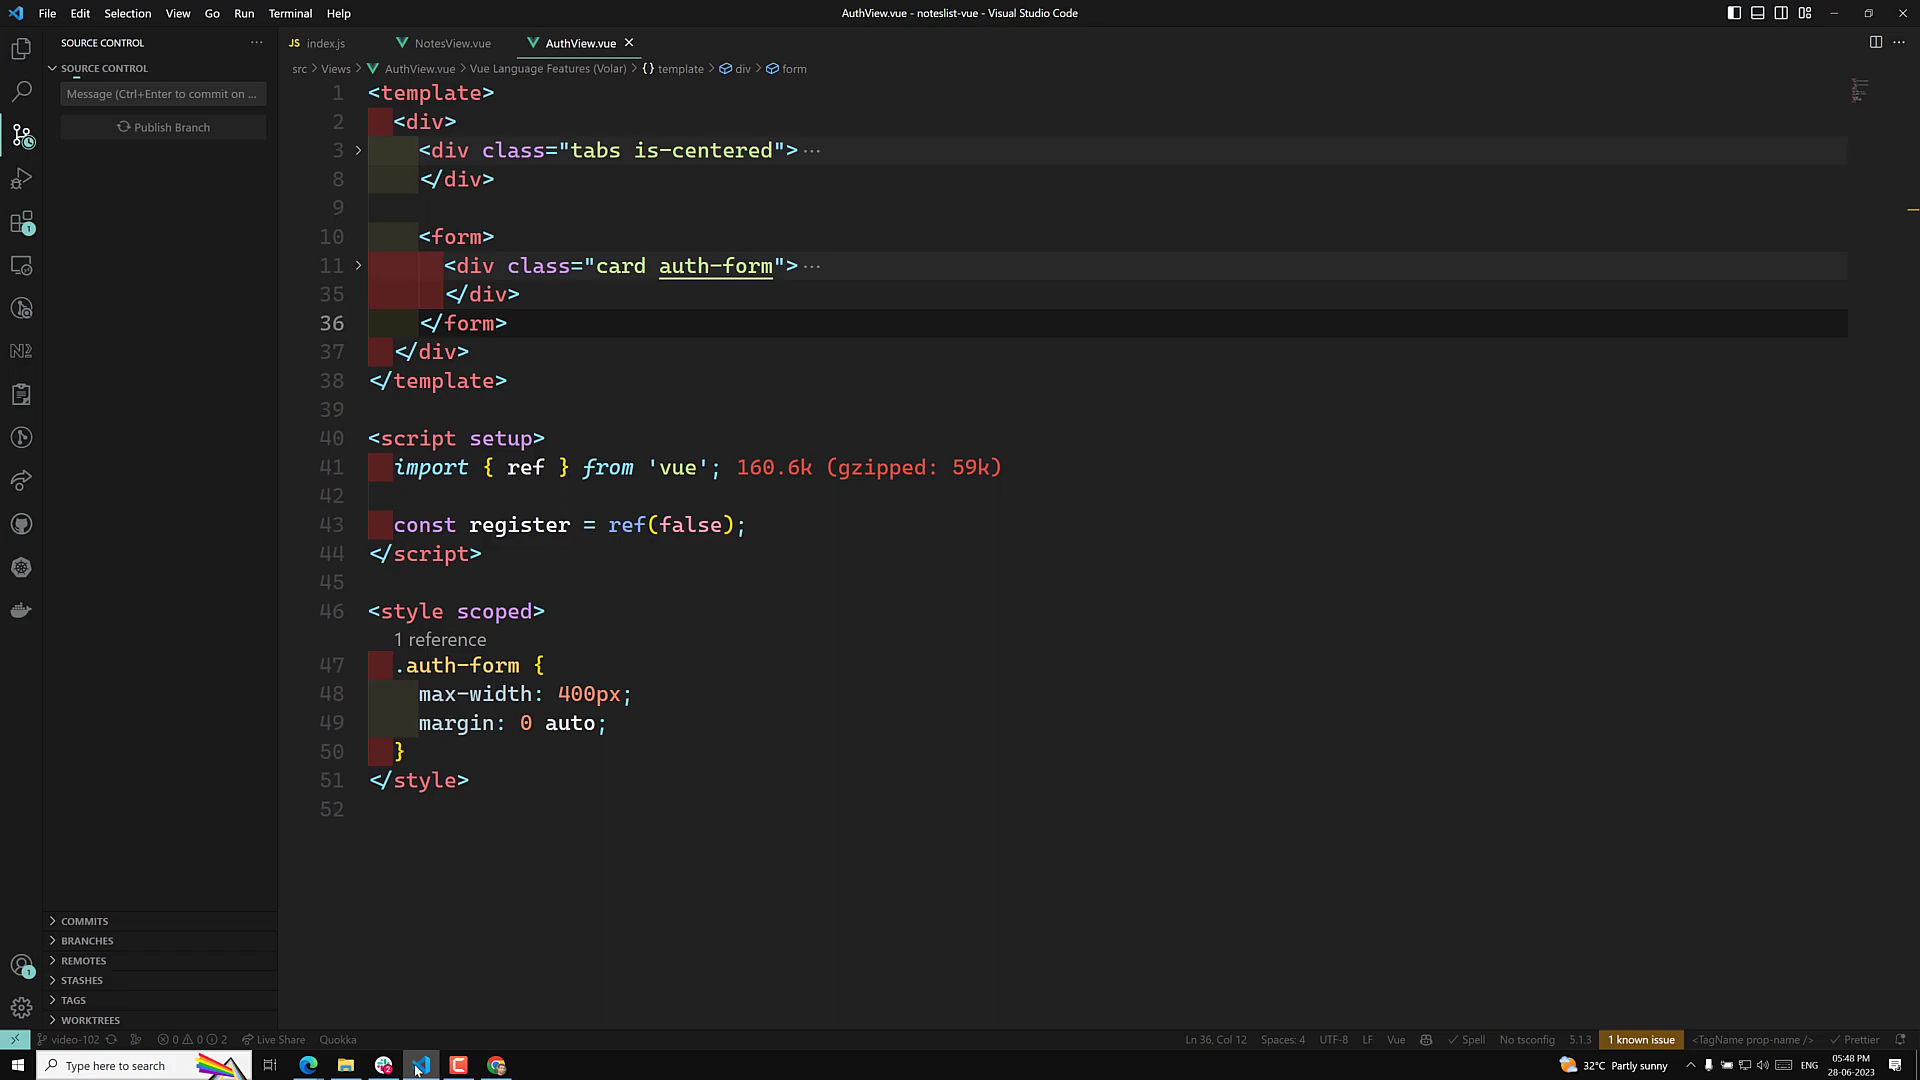 File Edit Selection View Go Run Terminal Help
AuthView.vue - noteslist-vue - Visual Studio Code
SOURCE CONTROL
JS index.js NotesView.vue AuthView.vue
SOURCE CONTROL
src > Views > AuthView.vue > Vue Language Features (Volar) > {} template > div > form
Message (Ctrl+Enter to commit on ...
Publish Branch
1 <template>
2 <div>
3 <div class="tabs is-centered"> ...
8 </div>
9
10 <form>
11 <div class="card auth-form"> ...
35 </div>
36 </form>
37 </div>
38 </template>
39
40 <script setup>
41 import { ref } from 'vue'; 160.6k (gzipped: 59k)
42
43 const register = ref(false);
44 </script>
45
46 <style scoped>
1 reference
47 .auth-form {
48 max-width: 400px;
49 margin: 0 auto;
50 }
51 </style>
52
COMMITS
BRANCHES
REMOTES
STASHES
TAGS
WORKTREES
video-102 0 0 2 Live Share Quokka
Ln 36, Col 12 Spaces: 4 UTF-8 LF Vue Spell No tsconfig 5.1.3 1 known issue <TagName prop-name /> Prettier
Type here to search
32°C Partly sunny ENG
05:48 PM
28-06-2023